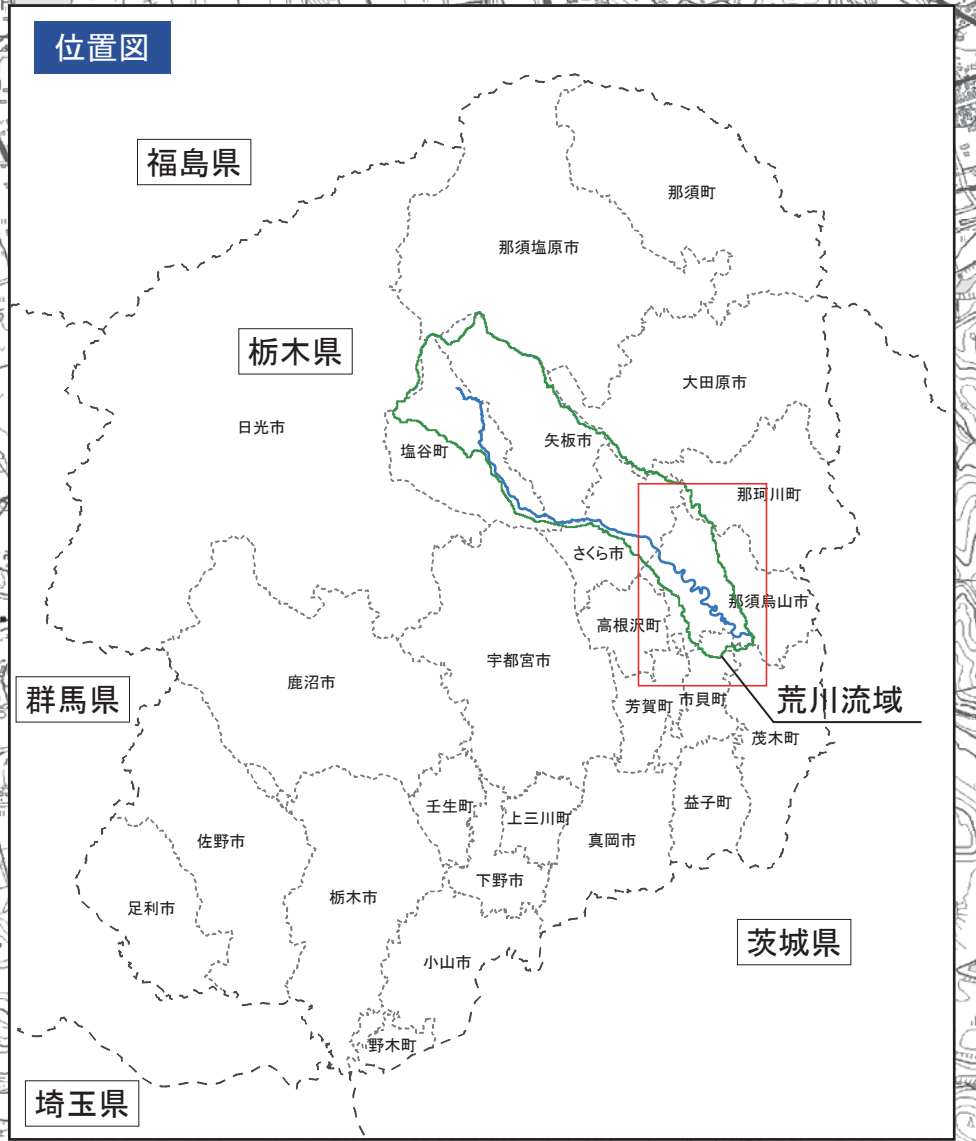 位置図
福島県
那須町
那須塩原市
栃木県
大田原市
日光市
矢板市
塩谷町
那珂川町
さくら市
那須烏山市
高根沢町
宇都宮市
鹿沼市
群馬県
芳賀町
市貝町
荒川流域
茂木町
壬生町
上三川町
益子町
佐野市
真岡市
下野市
栃木市
足利市
茨城県
小山市
野木町
埼玉県